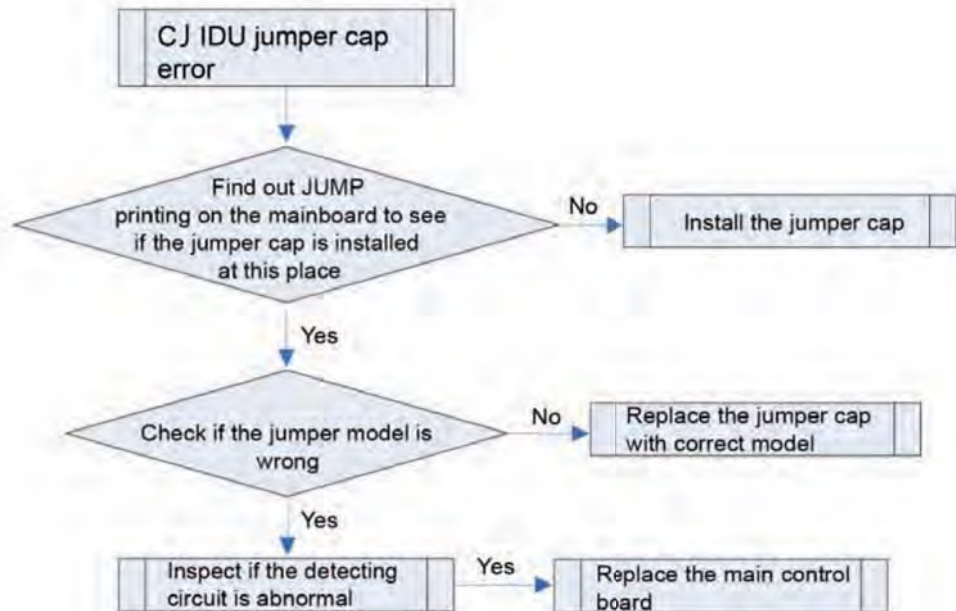 CJ IDU jumper cap
error
Find out JUMP
printing on the mainboard to see
if the jumper cap is installed
at this place
No
Install the jumper cap
Yes
Check if the jumper model is
wrong
No
Replace the jumper cap
with correct model
Yes
Inspect if the detecting
circuit is abnormal
Yes
Replace the main control
board